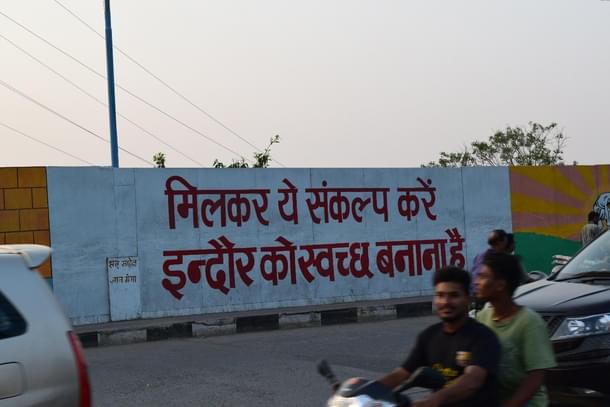 मिलकर ये संकल्प करें
इन्दौर को स्वच्छ बनाना है